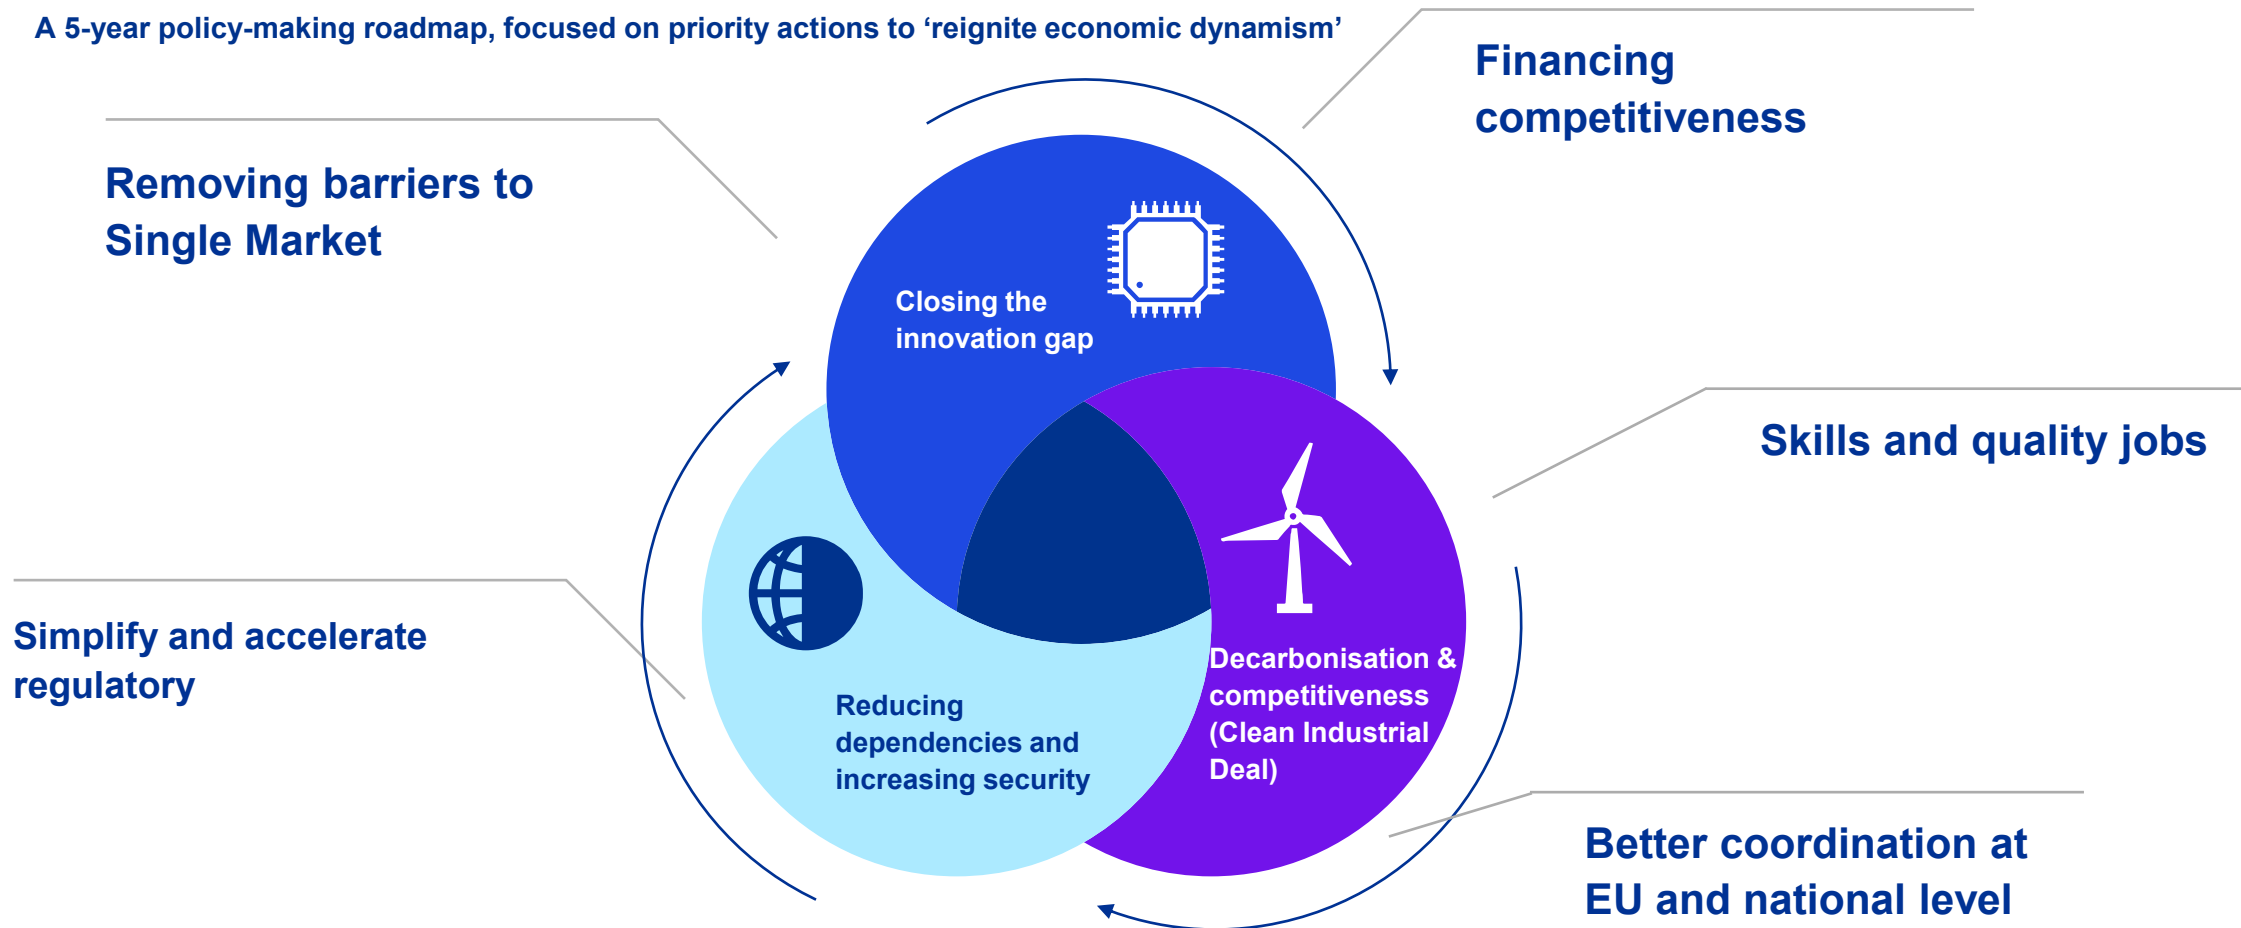 A 5-year policy-making roadmap, focused on priority actions to ‘reignite economic dynamism’
Financing
competitiveness
Removing barriers to
Single Market
Closing the
innovation gap
Skills and quality jobs
Simplify and accelerate
regulatory
Decarbonisation &
competitiveness
(Clean Industrial
Deal)
Reducing
dependencies and
increasing security
Better coordination at
EU and national level